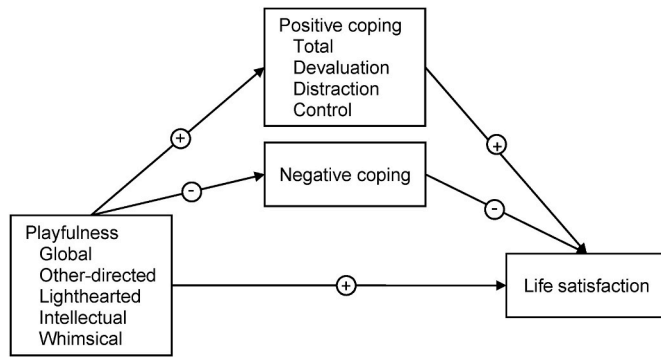 Positive coping
Total
Devaluation
Distraction
Control
+
+
Negative coping
-
-
Playfulness
Global
Other-directed
Lighthearted
Intellectual
Whimsical
+
Life satisfaction